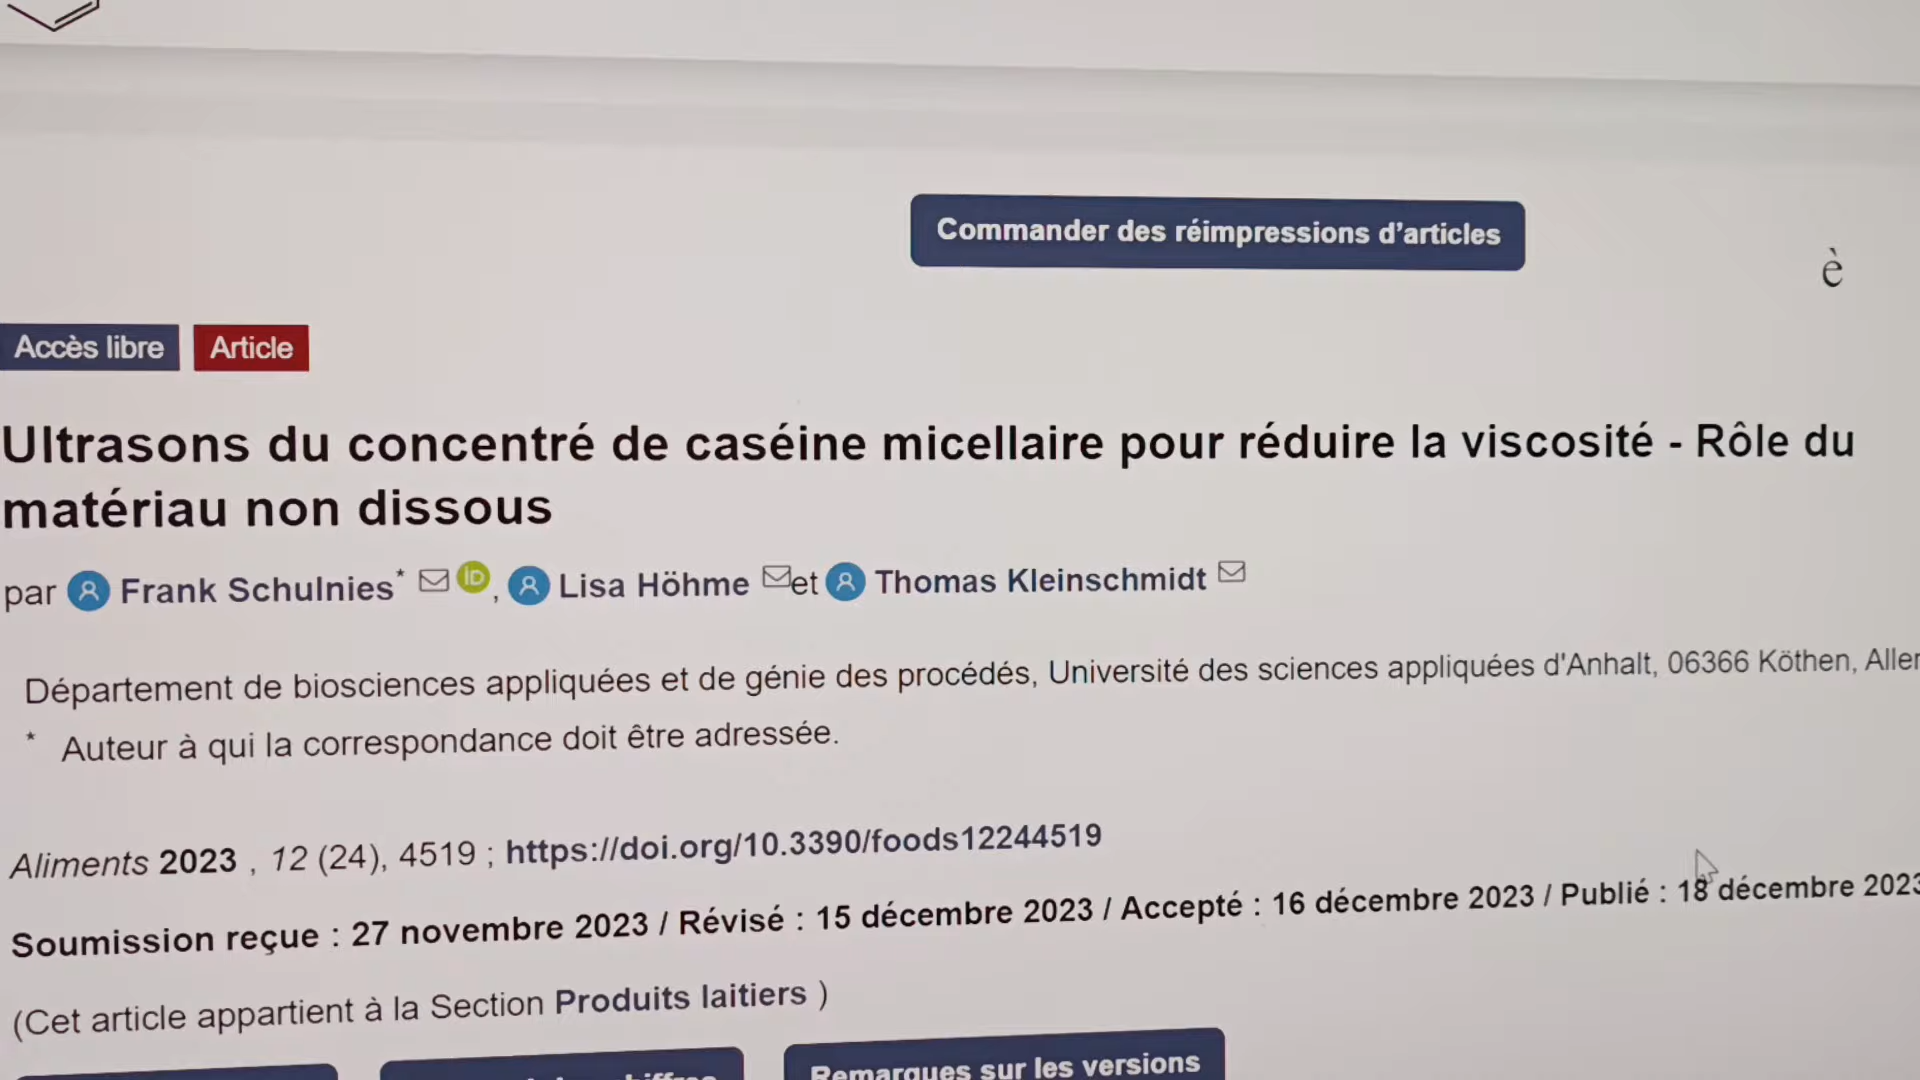 Commander des réimpressions d'articles
è
Accès libre Article
Ultrasons du concentré de caséine micellaire pour réduire la viscosité - Rôle du
matériau non dissous
par Frank Schulnies* iD , Lisa Höhme et Thomas Kleinschmidt
Département de biosciences appliquées et de génie des procédés, Université des sciences appliquées d'Anhalt, 06366 Köthen,
* Auteur à qui la correspondance doit être adressée.
Aliments 2023 , 12 (24), 4519 ; https://doi.org/10.3390/foods12244519
Soumission reçue : 27 novembre 2023 / Révisé : 15 décembre 2023 / Accepté : 16 décembre 2023 / Publié : 18 décembre 2023
(Cet article appartient à la Section Produits laitiers )
Remarques sur les versions